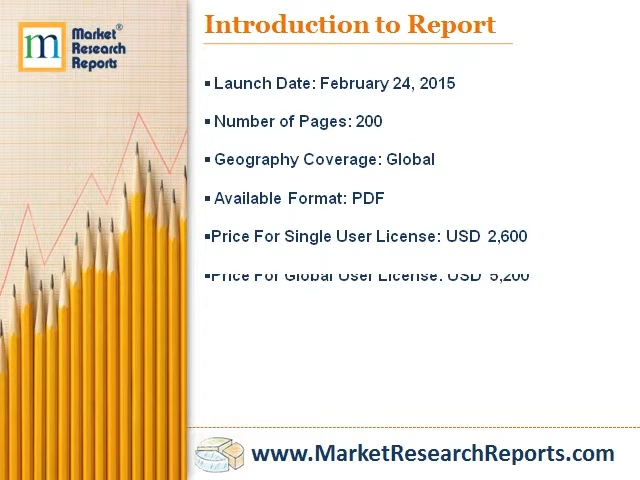 m
Market®
Research
Reports
Introduction to Report
▪ Launch Date: February 24, 2015
▪ Number of Pages: 200
▪ Geography Coverage: Global
▪ Available Format: PDF
▪Price For Single User License: USD 2,600
▪Price For Global User License: USD 5,200
www.MarketResearchReports.com